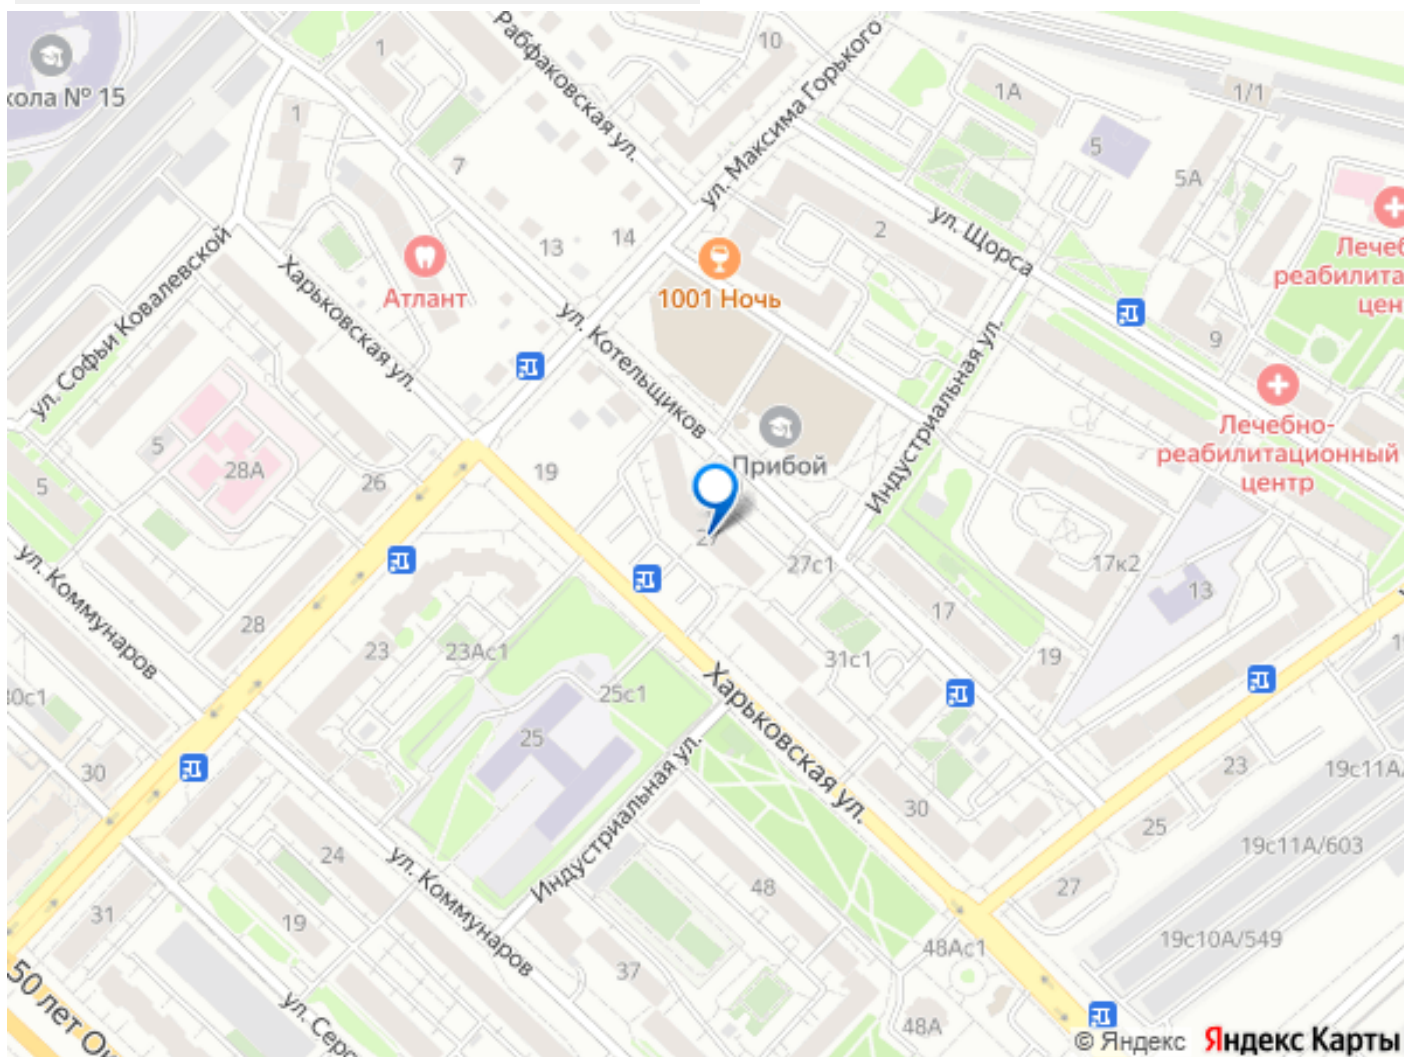 Рабфаковская ул.
10
ул. Максима Горького
1
кола № 15
1
7
1А
1/1
5
5А
Лечеб
реабилита
цен
ул. Щорса
2
14
13
1001 Ночь
Атлант
ул. Софьи Ковалевской
Харьковская ул.
ул. Котельщиков
Индустриальная ул.
9
Лечебно-
реабилитационный
центр
Прибой
5
28А
26
5
19
27
27с1
17к2
13
17
19
ул. Коммунаров
28
23
23Ас1
25с1
31с1
30с1
25
Харьковская ул.
Индустриальная ул.
30
23
25
19с11А/
19с11А/603
30
24
ул. Коммунаров
48
27
31
19
37
48Ас1
19с10А/549
48А
50 лет Ок
ул. Серо
© Яндекс Яндекс Карты